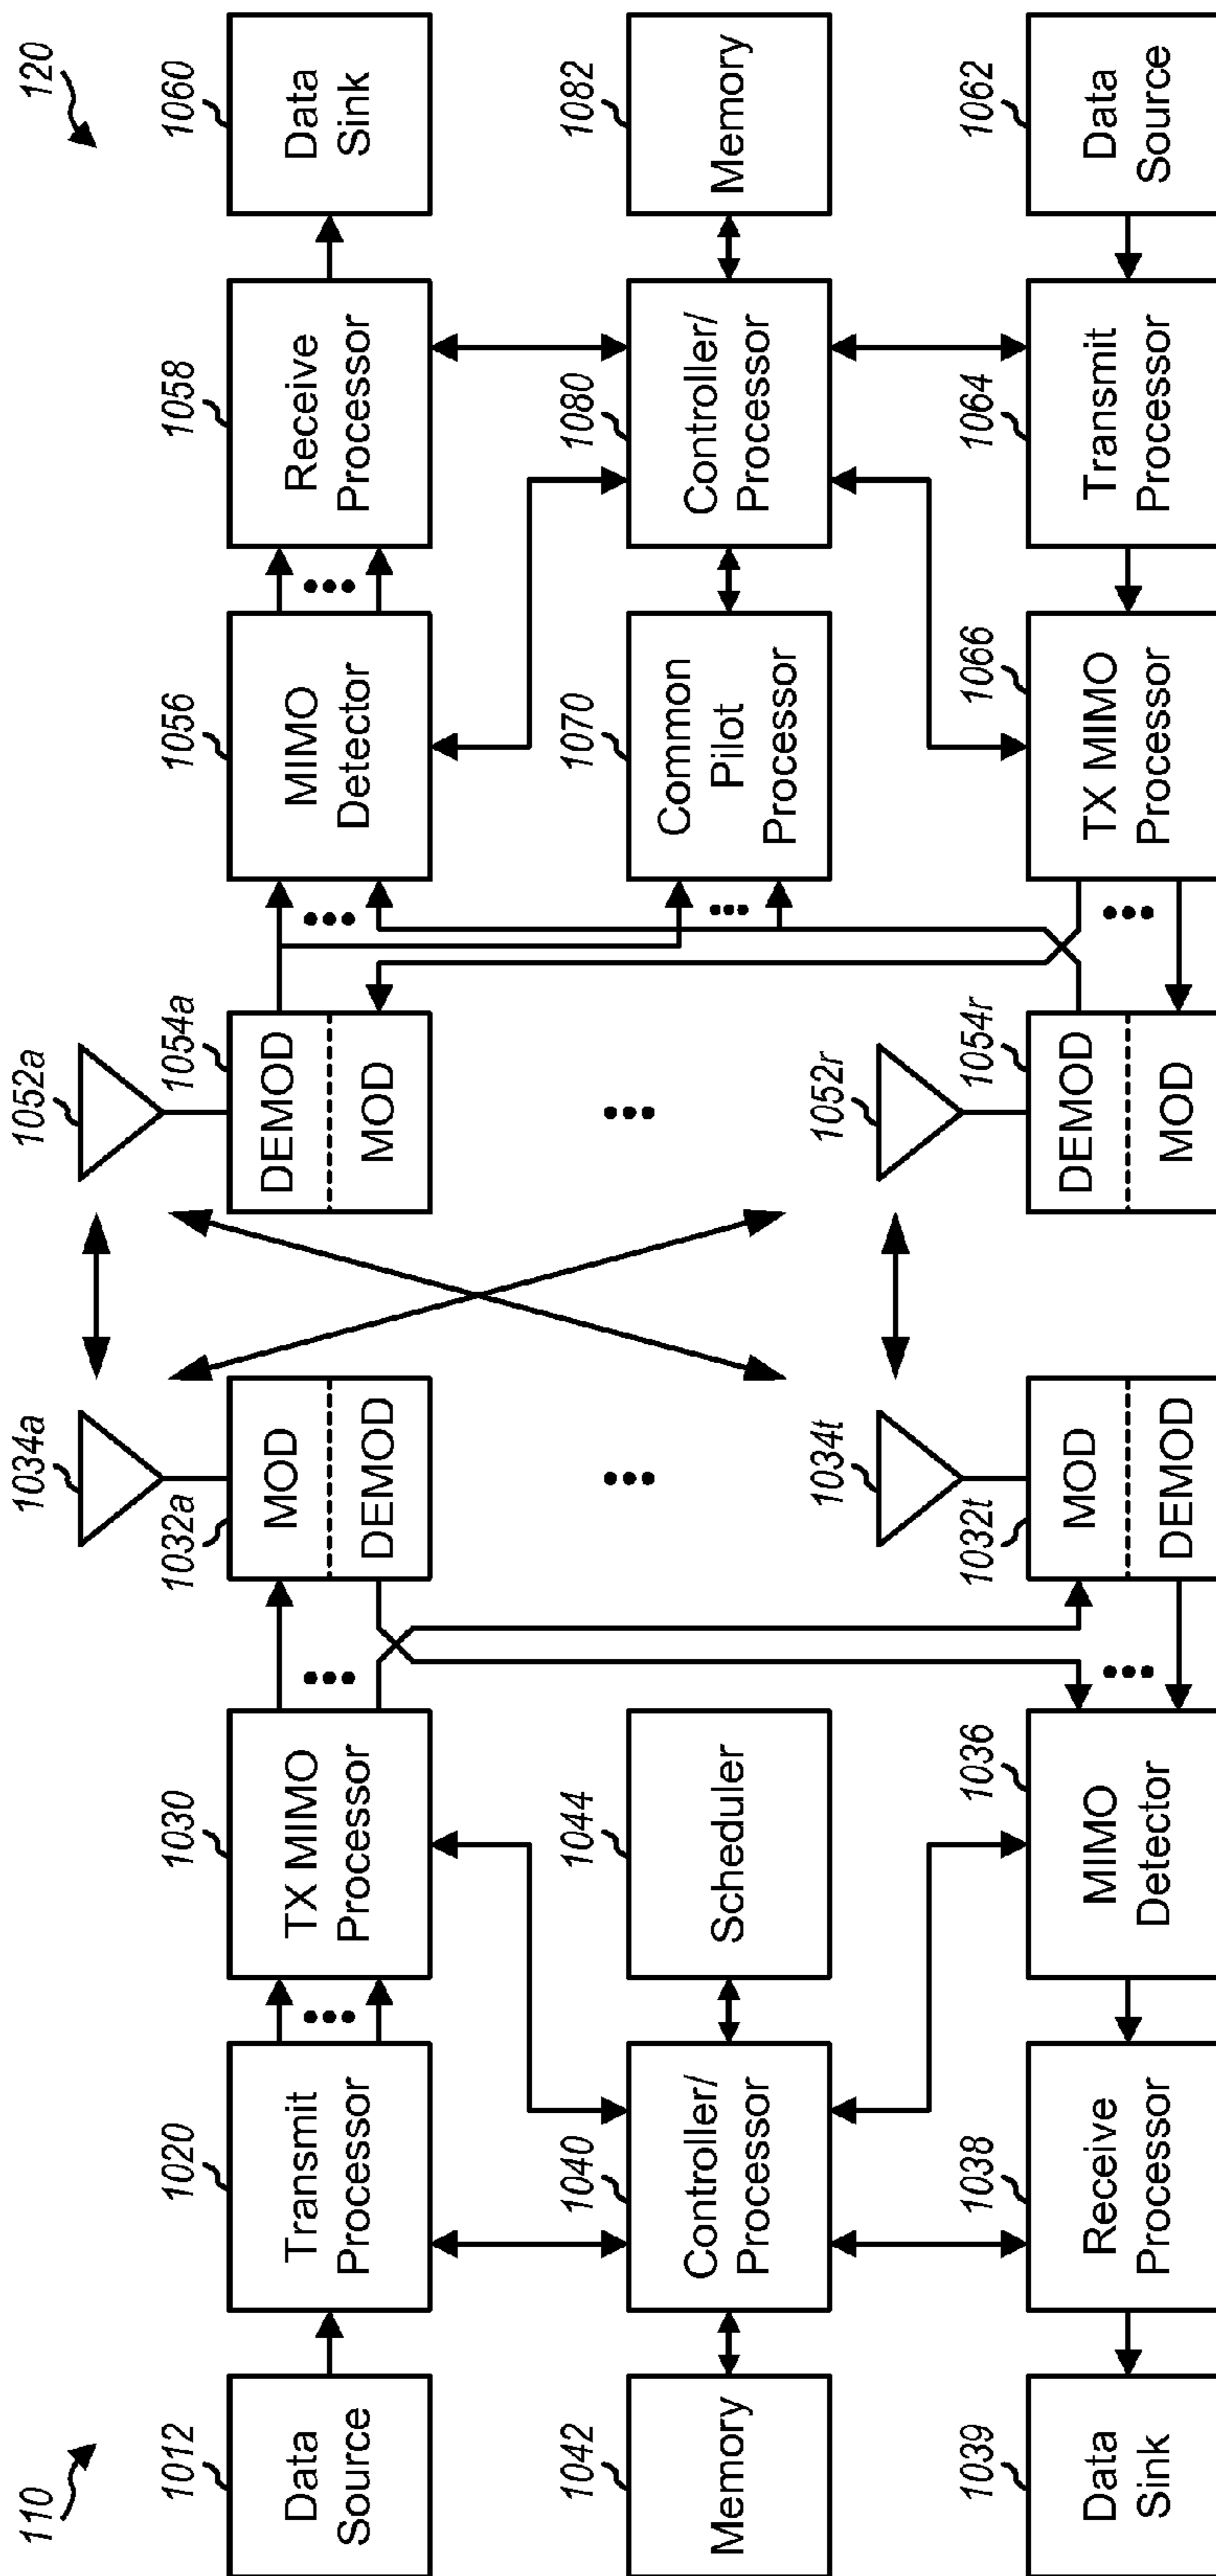 110
120
1034a
1052a
1012
Data
Source
1020
Transmit
Processor
1030
TX MIMO
Processor
1032a
MOD
DEMOD
1054a
DEMOD
MOD
1056
MIMO
Detector
1058
Receive
Processor
1060
Data
Sink
1042
Memory
1040
Controller/
Processor
1044
Scheduler
1070
Common
Pilot
Processor
1080
Controller/
Processor
1082
Memory
1034t
1052r
1039
Data
Sink
1038
Receive
Processor
1036
MIMO
Detector
1032t
MOD
DEMOD
1054r
DEMOD
MOD
1066
TX MIMO
Processor
1064
Transmit
Processor
1062
Data
Source